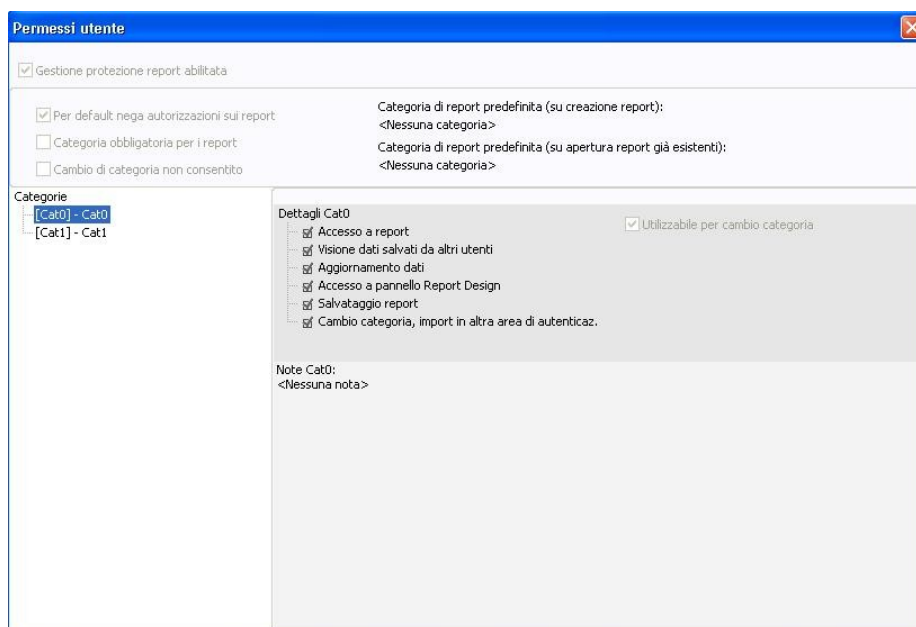 Permessi utente
Gestione protezione report abilitata
Per default nega autorizzazioni sui report
Categoria obbligatoria per i report
Cambio di categoria non consentito
Categoria di report predefinita (su creazione report):
<Nessuna categoria>
Categoria di report predefinita (su apertura report già esistenti):
<Nessuna categoria>
Categorie
[Cat0] - Cat0
[Cat1] - Cat1
Dettagli Cat0
Accesso a report
Visione dati salvati da altri utenti
Aggiornamento dati
Accesso a pannello Report Design
Salvataggio report
Cambio categoria, import in altra area di autenticaz.
Utilizzabile per cambio categoria
Note Cat0:
<Nessuna nota>